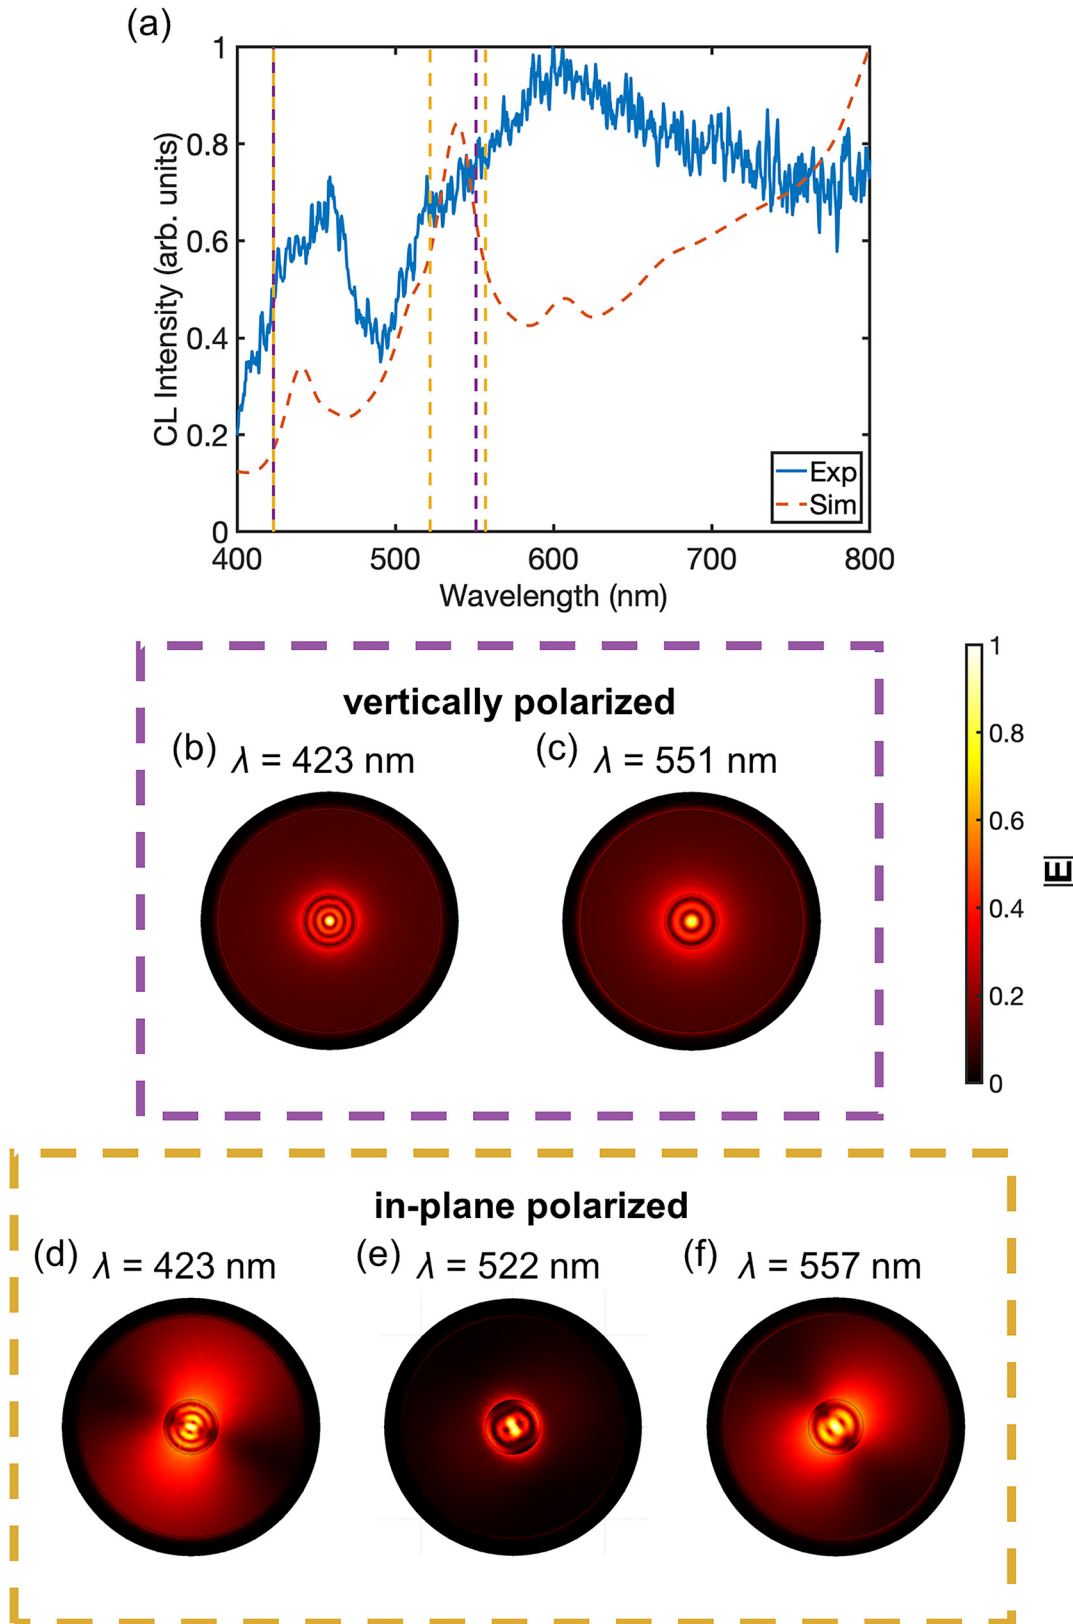 (a)
1
0.8
0.6
0.4
0.2
0
CL Intensity (arb. units)
Exp
Sim
400 500 600 700 800
Wavelength (nm)
vertically polarized
(b) λ = 423 nm (c) λ = 551 nm
1
0.8
0.6
0.4
0.2
0
|E|
in-plane polarized
(d) λ = 423 nm (e) λ = 522 nm (f) λ = 557 nm